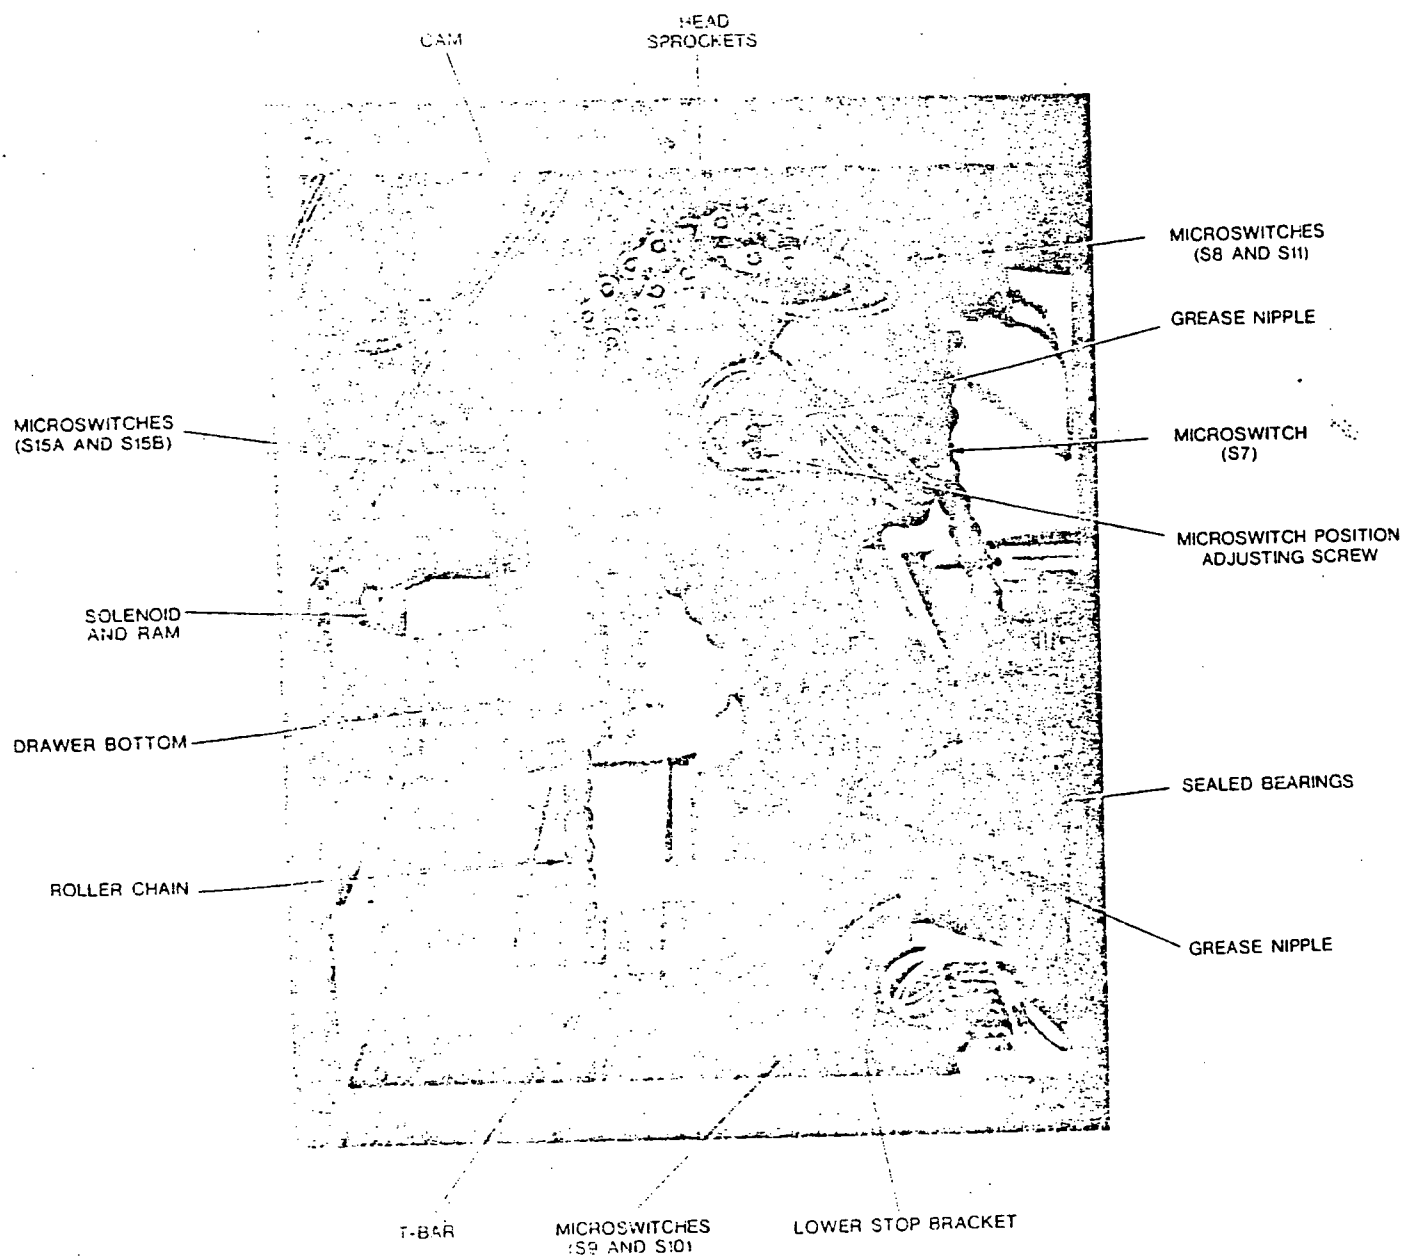 CAM
HEAD
SPROCKETS
MICROSWITCHES
(S8 AND S11)
GREASE NIPPLE
MICROSWITCHES
(S15A AND S15B)
MICROSWITCH
(S7)
MICROSWITCH POSITION
ADJUSTING SCREW
SOLENOID
AND RAM
DRAWER BOTTOM
SEALED BEARINGS
ROLLER CHAIN
GREASE NIPPLE
T-BAR
MICROSWITCHES
(S9 AND S10)
LOWER STOP BRACKET